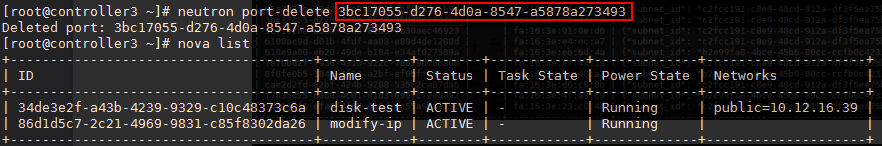 [root@controller3 ~]# neutron port-delete 3bc17055-d276-4d0a-8547-a5878a273493
Deleted port: 3bc17055-d276-4d0a-8547-a5878a273493
[root@controller3 ~]# nova list
+--------------------------------------+-----------+--------+------------+-------------+--------------------+
| ID | Name | Status | Task State | Power State | Networks |
+--------------------------------------+-----------+--------+------------+-------------+--------------------+
| 34de3e2f-a43b-4239-9329-c10c48373c6a | disk-test | ACTIVE | - | Running | public=10.12.16.39 |
| 86d1d5c7-2c21-4969-9831-c85f8302da26 | modify-ip | ACTIVE | - | Running | |
+--------------------------------------+-----------+--------+------------+-------------+--------------------+